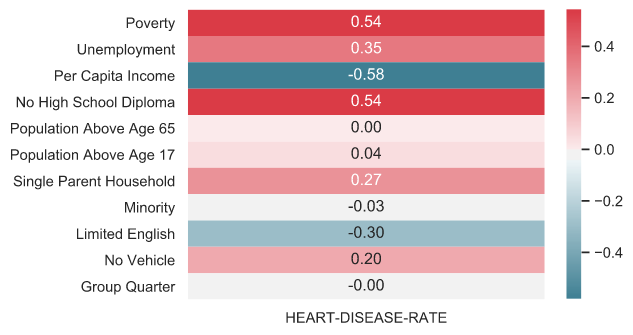 Poverty 0.54
Unemployment 0.35
Per Capita Income -0.58
No High School Diploma 0.54
Population Above Age 65 0.00
Population Above Age 17 0.04
Single Parent Household 0.27
Minority -0.03
Limited English -0.30
No Vehicle 0.20
Group Quarter -0.00
HEART-DISEASE-RATE
0.4
0.2
0.0
−0.2
−0.4